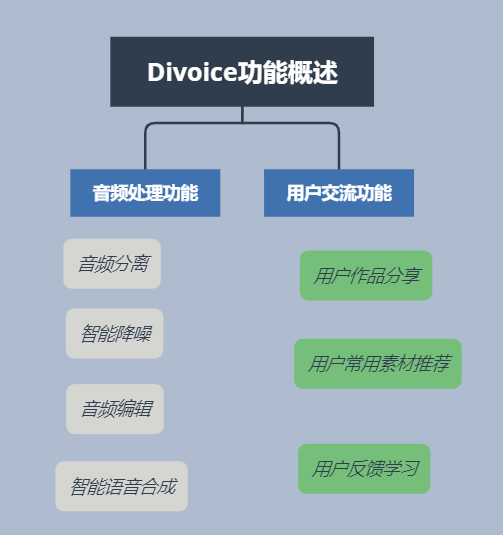 Divoice功能概述
音频处理功能
用户交流功能
音频分离
用户作品分享
智能降噪
用户常用素材推荐
音频编辑
用户反馈学习
智能语音合成